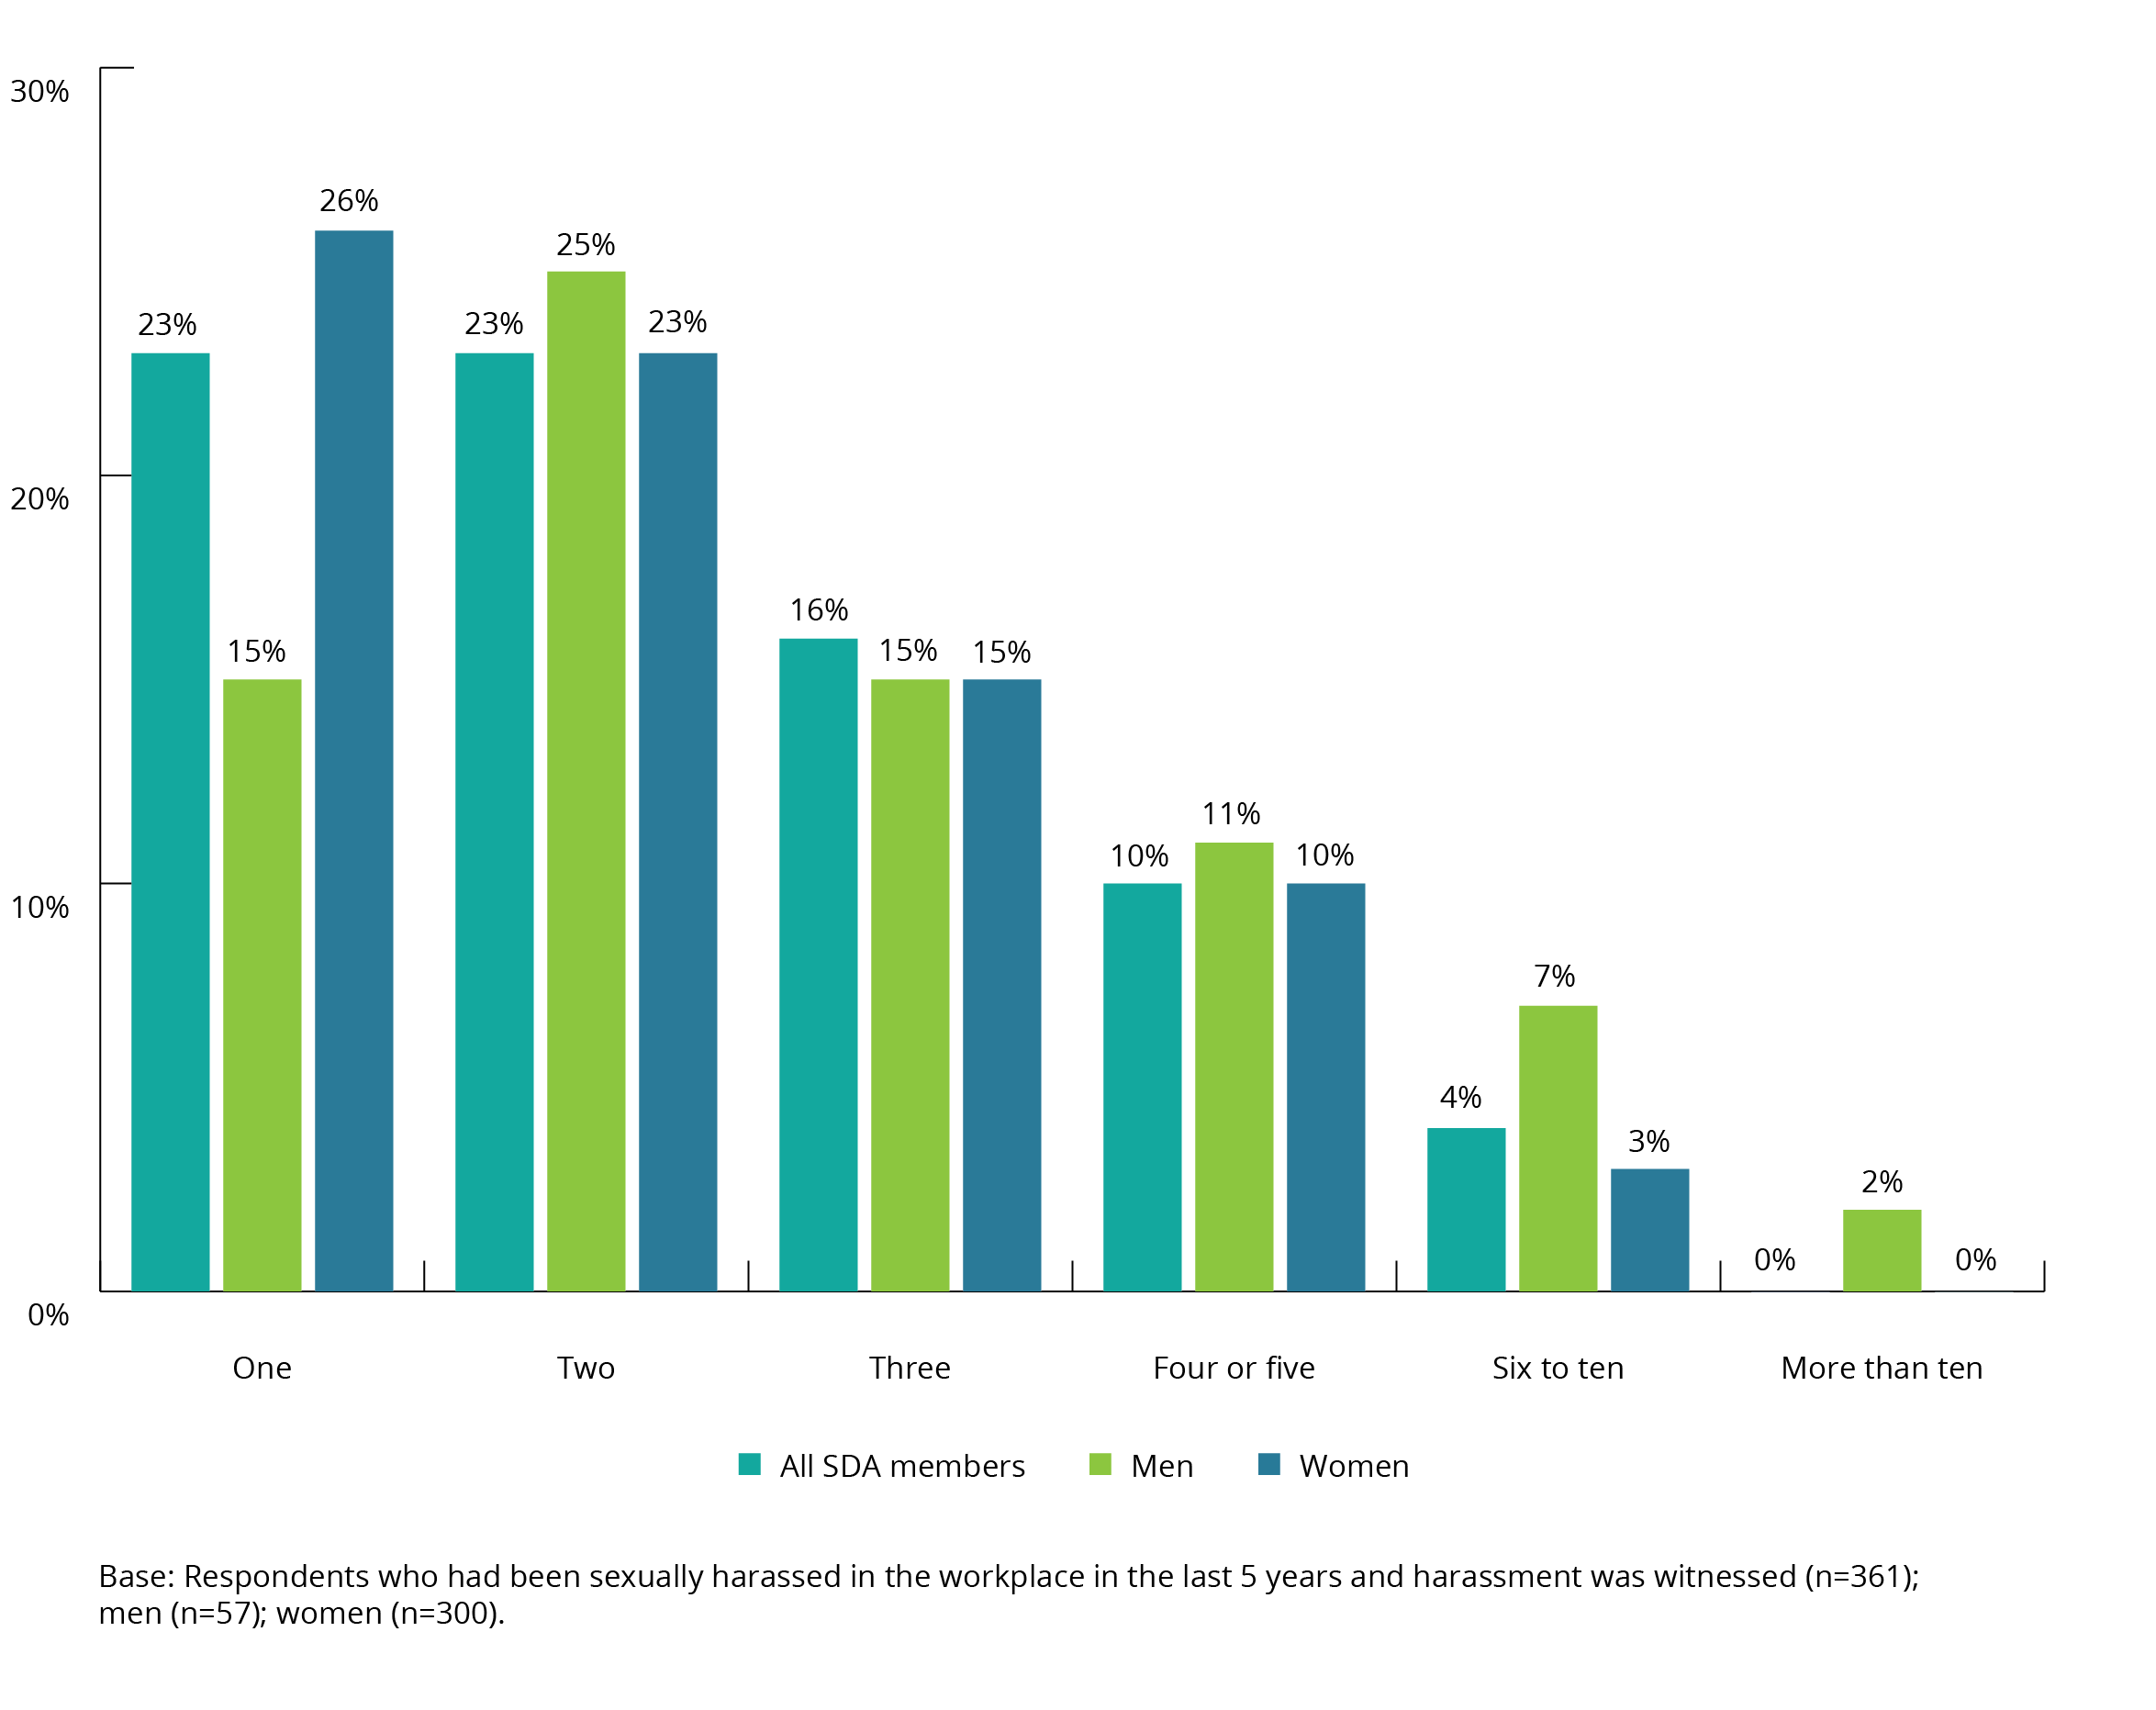 30%
20%
10%
0%
23%
15%
26%
23%
25%
23%
16%
15%
15%
10%
11%
10%
4%
7%
3%
0%
2%
0%
One
Two
Three
Four or five
Six to ten
More than ten
All SDA members
Men
Women
Base: Respondents who had been sexually harassed in the workplace in the last 5 years and harassment was witnessed (n=361);
men (n=57); women (n=300).